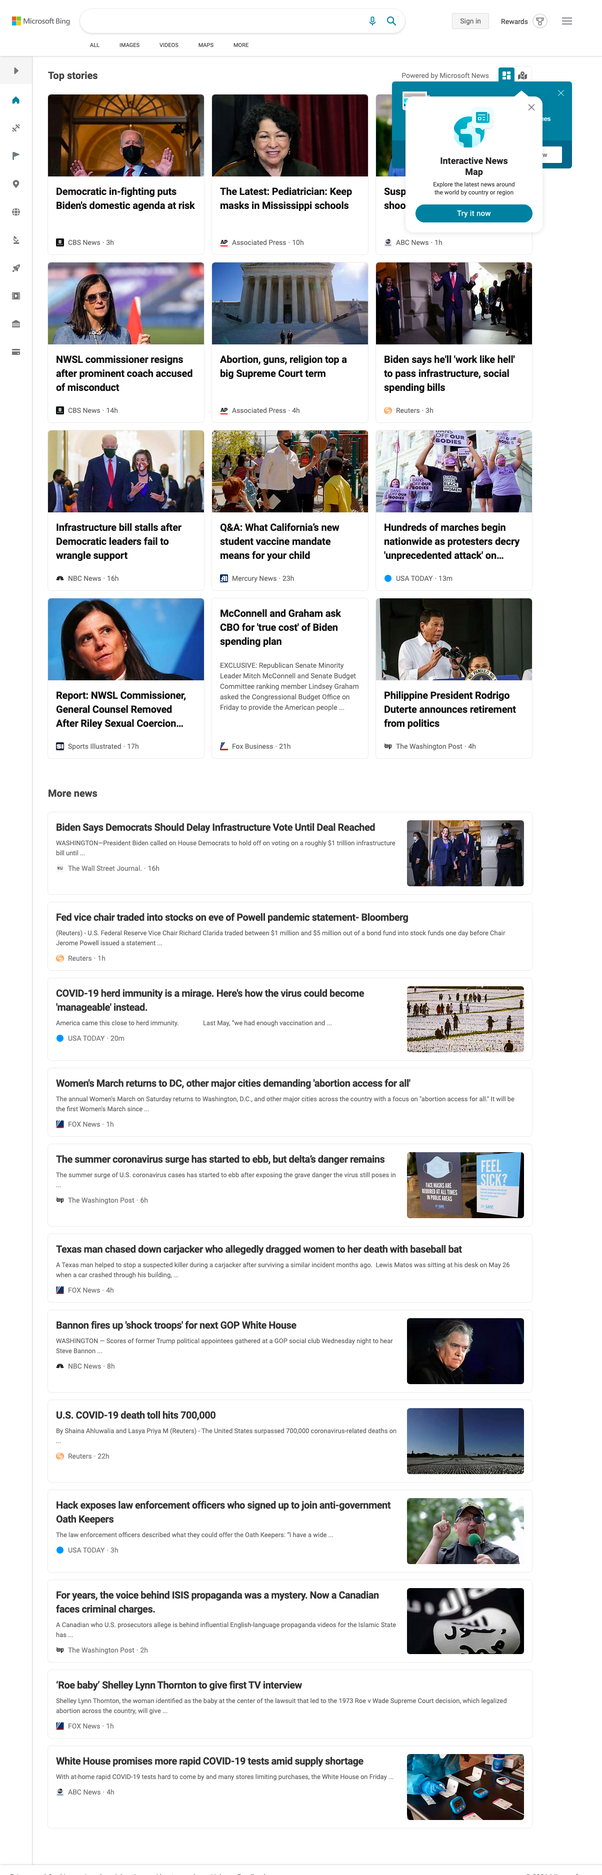 Microsoft Bing
Sign in
Rewards
ALL
IMAGES
VIDEOS
MAPS
MORE
Top stories
Powered by Microsoft News
Interactive News
Map
Explore the latest news around
the world by country or region
Try it now
Democratic in-fighting puts
Biden's domestic agenda at risk
CBS News · 3h
The Latest: Pediatrician: Keep
masks in Mississippi schools
AP
Associated Press · 10h
Susp
shoo
ABC News · 1h
NWSL commissioner resigns
after prominent coach accused
of misconduct
CBS News · 14h
Abortion, guns, religion top a
big Supreme Court term
AP
Associated Press · 4h
Biden says he'll 'work like hell'
to pass infrastructure, social
spending bills
Reuters · 3h
Infrastructure bill stalls after
Democratic leaders fail to
wrangle support
NBC News · 16h
Q&A: What California's new
student vaccine mandate
means for your child
Mercury News · 23h
BANS OFF
OUR
BODIES
Hundreds of marches begin
nationwide as protesters decry
'unprecedented attack' on...
USA TODAY · 13m
Report: NWSL Commissioner,
General Counsel Removed
After Riley Sexual Coercion...
Sports Illustrated · 17h
McConnell and Graham ask
CBO for 'true cost' of Biden
spending plan
EXCLUSIVE: Republican Senate Minority
Leader Mitch McConnell and Senate Budget
Committee ranking member Lindsey Graham
asked the Congressional Budget Office on
Friday to provide the American people ...
Fox Business · 21h
Philippine President Rodrigo
Duterte announces retirement
from politics
wp
The Washington Post · 4h
More news
Biden Says Democrats Should Delay Infrastructure Vote Until Deal Reached
WASHINGTON—President Biden called on House Democrats to hold off on voting on a roughly $1 trillion infrastructure
bill until ...
WSJ
The Wall Street Journal. · 16h
Fed vice chair traded into stocks on eve of Powell pandemic statement- Bloomberg
(Reuters) - U.S. Federal Reserve Vice Chair Richard Clarida traded between $1 million and $5 million out of a bond fund into stock funds one day before Chair
Jerome Powell issued a statement ...
Reuters · 1h
COVID-19 herd immunity is a mirage. Here's how the virus could become
'manageable' instead.
America came this close to herd immunity. Last May, "we had enough vaccination and ...
USA TODAY · 20m
Women's March returns to DC, other major cities demanding 'abortion access for all'
The annual Women's March on Saturday returns to Washington, D.C., and other major cities across the country with a focus on "abortion access for all." It will be
the first Women's March since ...
FOX News · 1h
The summer coronavirus surge has started to ebb, but delta's danger remains
The summer surge of U.S. coronavirus cases has started to ebb after exposing the grave danger the virus still poses in
...
wp
The Washington Post · 6h
FACE MASKS ARE
REQUIRED AT ALL TIMES
IN PUBLIC AREAS
FEEL
SICK?
Texas man chased down carjacker who allegedly dragged women to her death with baseball bat
A Texas man helped to stop a suspected killer during a carjacker after surviving a similar incident months ago. Lewis Matos was sitting at his desk on May 26
when a car crashed through his building, ...
FOX News · 4h
Bannon fires up 'shock troops' for next GOP White House
WASHINGTON — Scores of former Trump political appointees gathered at a GOP social club Wednesday night to hear
Steve Bannon ...
NBC News · 8h
U.S. COVID-19 death toll hits 700,000
By Shaina Ahluwalia and Lasya Priya M (Reuters) - The United States surpassed 700,000 coronavirus-related deaths on
...
Reuters · 22h
Hack exposes law enforcement officers who signed up to join anti-government
Oath Keepers
The law enforcement officers described what they could offer the Oath Keepers: "I have a wide ...
USA TODAY · 3h
For years, the voice behind ISIS propaganda was a mystery. Now a Canadian
faces criminal charges.
A Canadian who U.S. prosecutors allege is behind influential English-language propaganda videos for the Islamic State
has ...
wp
The Washington Post · 2h
'Roe baby' Shelley Lynn Thornton to give first TV interview
Shelley Lynn Thornton, the woman identified as the baby at the center of the lawsuit that led to the 1973 Roe v Wade Supreme Court decision, which legalized
abortion across the country, will give ...
FOX News · 1h
White House promises more rapid COVID-19 tests amid supply shortage
With at-home rapid COVID-19 tests hard to come by and many stores limiting purchases, the White House on Friday ...
ABC News · 4h